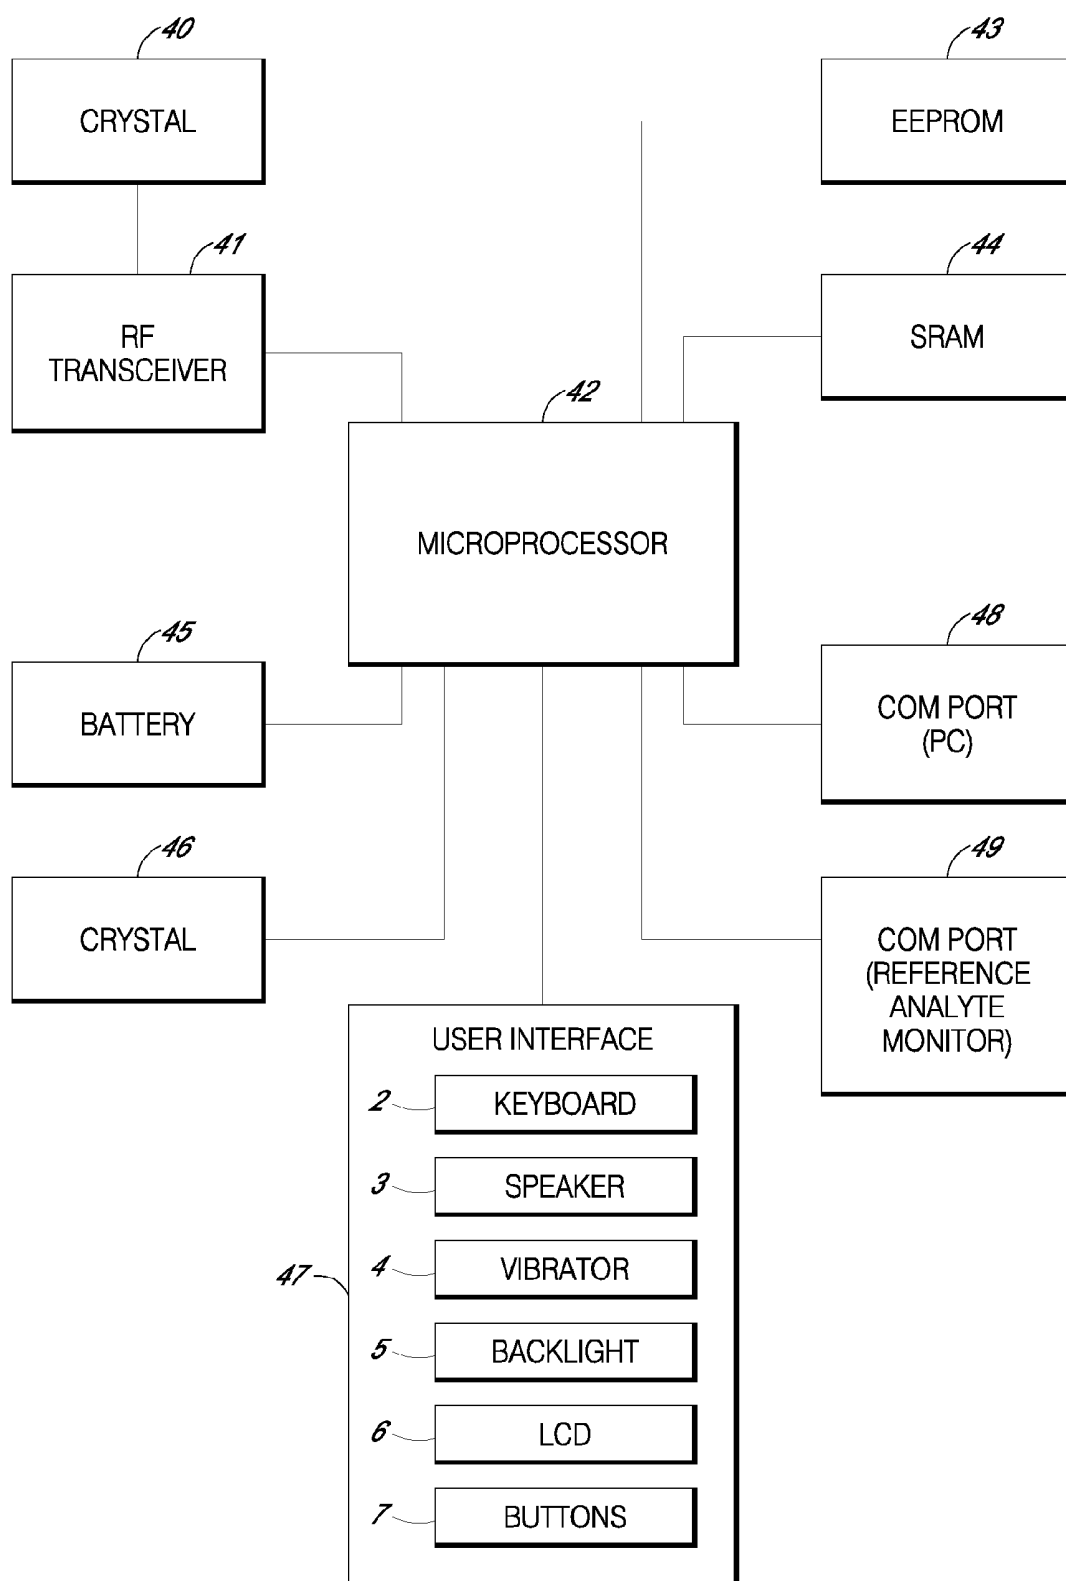 40
CRYSTAL
43
EEPROM
41
RF
TRANSCEIVER
44
SRAM
42
MICROPROCESSOR
45
BATTERY
48
COM PORT
(PC)
46
CRYSTAL
49
COM PORT
(REFERENCE
ANALYTE
MONITOR)
47
USER INTERFACE
2 KEYBOARD
3 SPEAKER
4 VIBRATOR
5 BACKLIGHT
6 LCD
7 BUTTONS